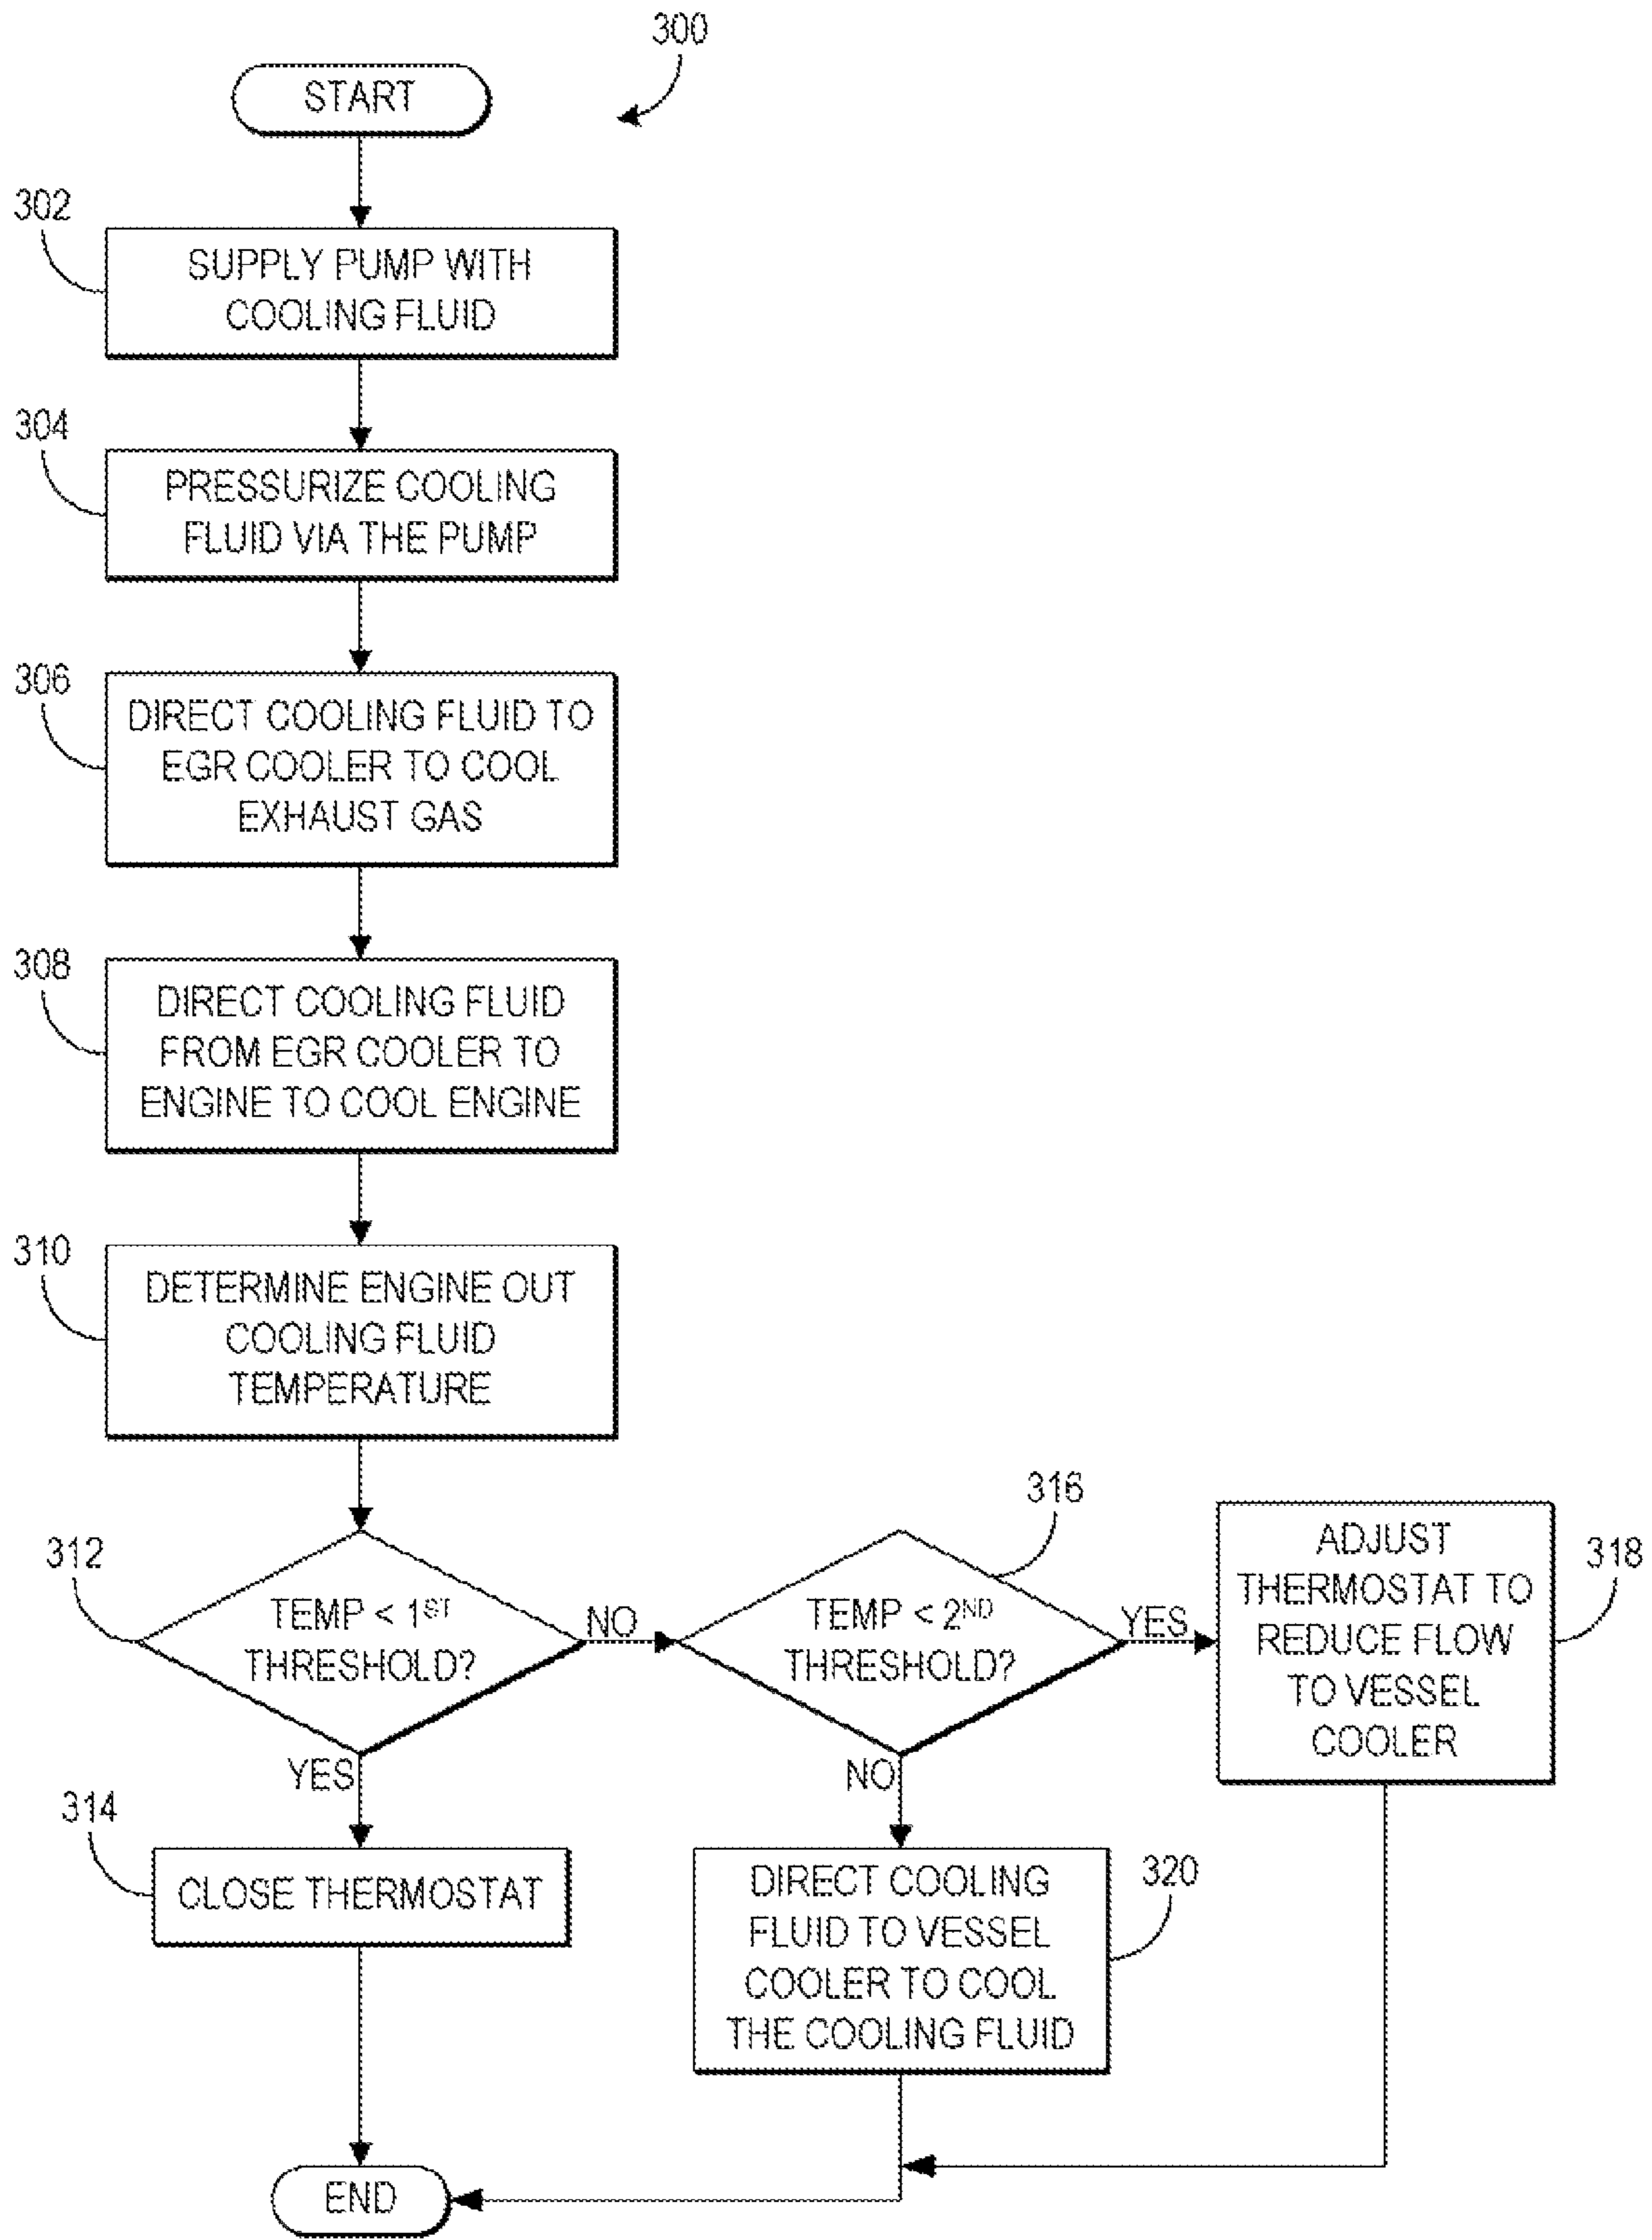 300
START
302
SUPPLY PUMP WITH
COOLING FLUID
304
PRESSURIZE COOLING
FLUID VIA THE PUMP
306
DIRECT COOLING FLUID TO
EGR COOLER TO COOL
EXHAUST GAS
308
DIRECT COOLING FLUID
FROM EGR COOLER TO
ENGINE TO COOL ENGINE
310
DETERMINE ENGINE OUT
COOLING FLUID
TEMPERATURE
312
TEMP < 1ST
THRESHOLD?
NO
YES
316
TEMP < 2ND
THRESHOLD?
YES
NO
318
ADJUST
THERMOSTAT TO
REDUCE FLOW
TO VESSEL
COOLER
314
CLOSE THERMOSTAT
320
DIRECT COOLING
FLUID TO VESSEL
COOLER TO COOL
THE COOLING FLUID
END